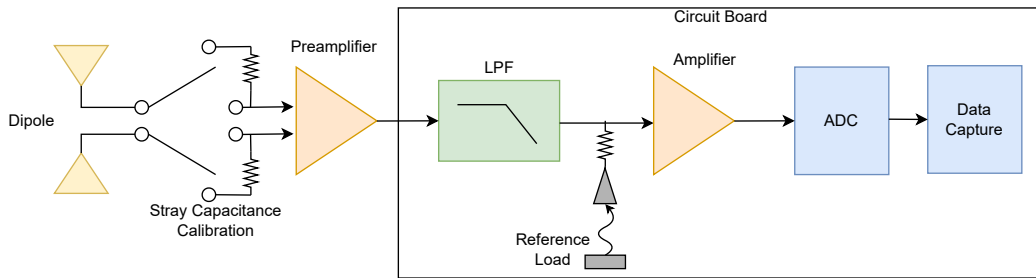 Circuit Board
Preamplifier
LPF
Amplifier
Dipole
ADC
Data
Capture
Stray Capacitance
Calibration
Reference
Load